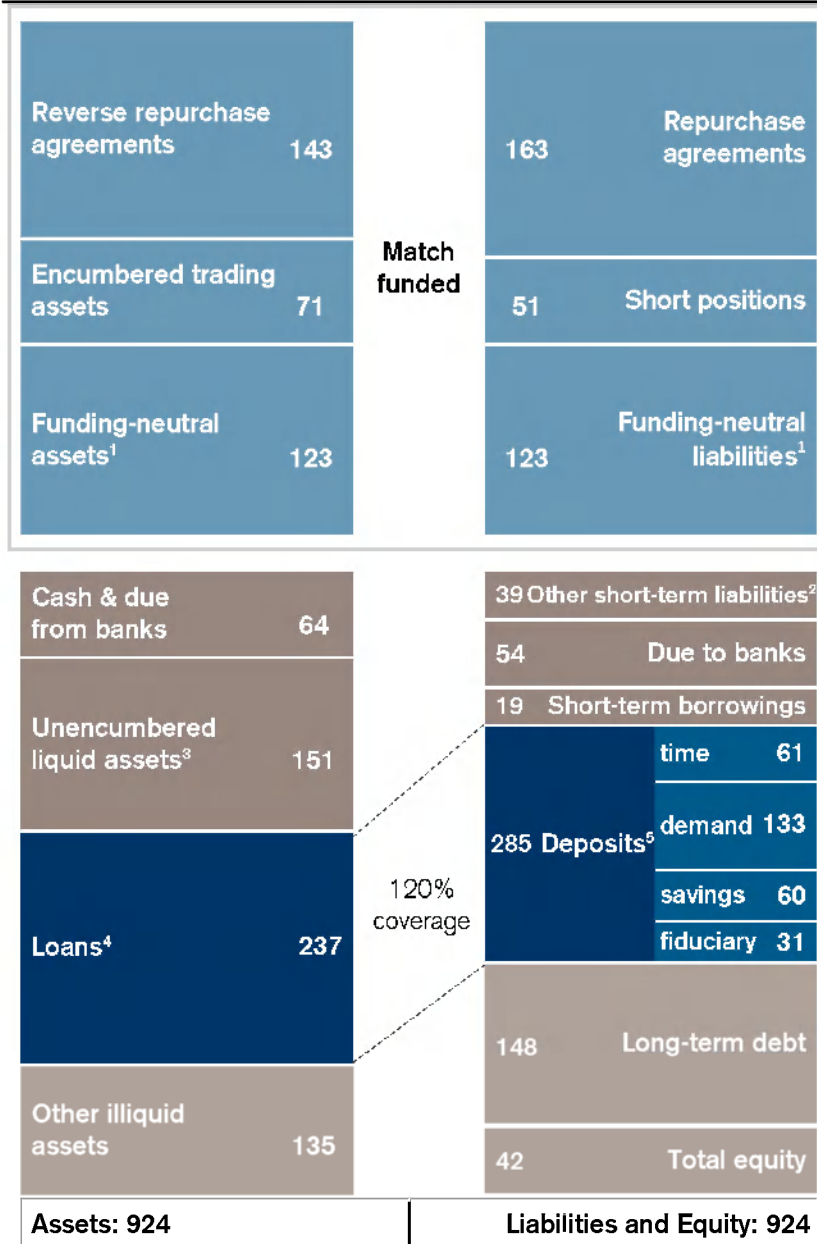 Reverse repurchase
agreements 143
Encumbered trading
assets 71
Funding-neutral
assets¹ 123
Match
funded
163 Repurchase
agreements
51 Short positions
Funding-neutral
123 liabilities¹
Cash & due
from banks 64
Unencumbered
liquid assets³ 151
Loans⁴ 237
Other illiquid
assets 135
120%
coverage
39 Other short-term liabilities²
54 Due to banks
19 Short-term borrowings
285 Deposits⁵
time 61
demand 133
savings 60
fiduciary 31
148 Long-term debt
42 Total equity
Assets: 924
Liabilities and Equity: 924